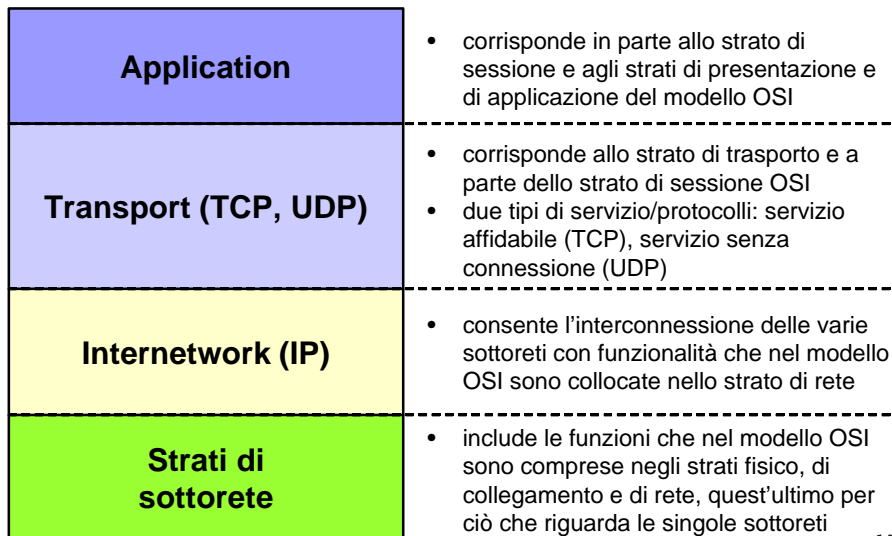 Application
• corrisponde in parte allo strato di
sessione e agli strati di presentazione e
di applicazione del modello OSI
Transport (TCP, UDP)
• corrisponde allo strato di trasporto e a
parte dello strato di sessione OSI
• due tipi di servizio/protocolli: servizio
affidabile (TCP), servizio senza
connessione (UDP)
Internetwork (IP)
• consente l’interconnessione delle varie
sottoreti con funzionalità che nel modello
OSI sono collocate nello strato di rete
Strati di
sottorete
• include le funzioni che nel modello OSI
sono comprese negli strati fisico, di
collegamento e di rete, quest’ultimo per
ciò che riguarda le singole sottoreti